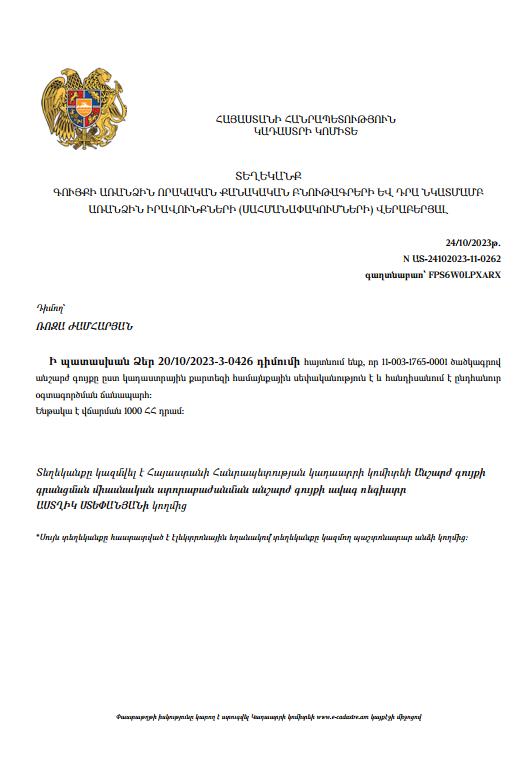 ՀԱՅԱՍՏԱՆԻ ՀԱՆՐԱՊԵՏՈՒԹՅՈՒՆ
ԿԱԴԱՍՏՐԻ ԿՈՄԻՏԵ
ՏԵՂԵԿԱՆՔ
ԳՈՒՅՔԻ ԱՌԱՆՁԻՆ ՈՐԱԿԱԿԱՆ ՔԱՆԱԿԱԿԱՆ ԲՆՈՒԹԱԳՐԵՐԻ ԵՎ ԴՐԱ ՆԿԱՏՄԱՄԲ
ԱՌԱՆՁԻՆ ԻՐԱՎՈՒՆՔՆԵՐԻ (ՍԱՀՄԱՆԱՓԱԿՈՒՄՆԵՐԻ) ՎԵՐԱԲԵՐՅԱԼ
24/10/2023թ.
N ԱՏ-24102023-11-0262
գաղտնաբառ՝ FPS6W0LPXARX
Դիմող՝
ՌՈԶԱ ԺԱՄՀԱՐՅԱՆ
Ի պատասխան Ձեր 20/10/2023-3-0426 դիմումի հայտնում ենք, որ 11-003-1765-0001 ծածկագրով
անշարժ գույքը ըստ կադաստրային քարտեզի համայնքային սեփականություն է և հանդիսանում է ընդհանուր
օգտագործման ճանապարհ:
Ենթակա է վճարման 1000 ՀՀ դրամ:
Տեղեկանքը կազմվել է Հայաստանի Հանրապետության կադաստրի կոմիտեի Անշարժ գույքի
գրանցման միասնական ստորաբաժանման անշարժ գույքի ավագ ռեգիստր
ԱՍՏՂԻԿ ՍՏԵՓԱՆՅԱՆի կողմից
*Սույն տեղեկանքը հաստատված է էլեկտրոնային եղանակով տեղեկանքը կազմող պաշտոնատար անձի կողմից:
Փաստաթղթի իսկությունը կարող է ստուգվել Կադաստրի կոմիտեի www.e-cadastre.am կայքէջի միջոցով